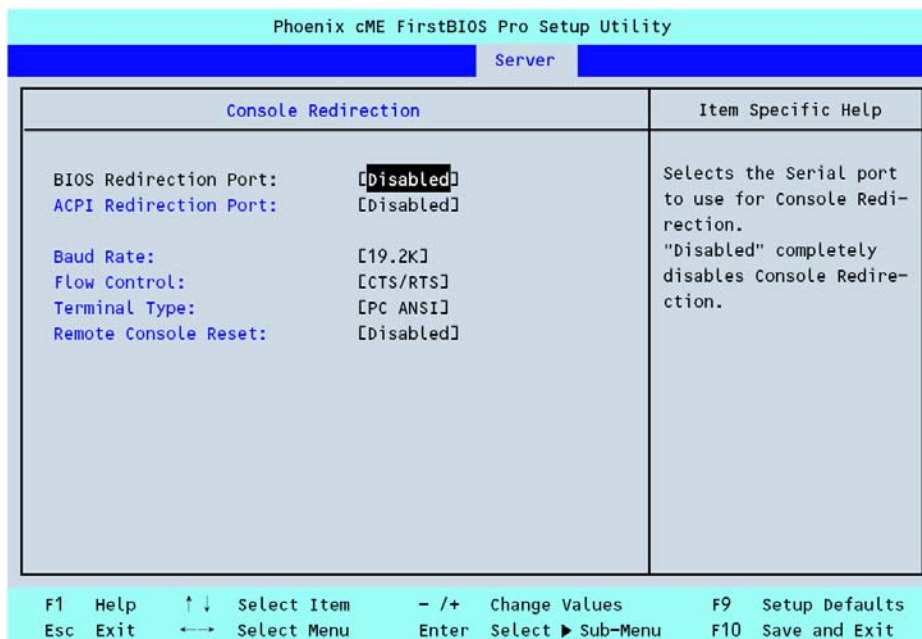 Phoenix cME FirstBIOS Pro Setup Utility
Server
Console Redirection
BIOS Redirection Port: [Disabled]
ACPI Redirection Port: [Disabled]
Baud Rate: [19.2K]
Flow Control: [CTS/RTS]
Terminal Type: [PC ANSI]
Remote Console Reset: [Disabled]
Item Specific Help
Selects the Serial port
to use for Console Redi-
rection.
"Disabled" completely
disables Console Redire-
ction.
F1 Help ↑ ↓ Select Item - /+ Change Values F9 Setup Defaults
Esc Exit ←→ Select Menu Enter Select ▶ Sub-Menu F10 Save and Exit